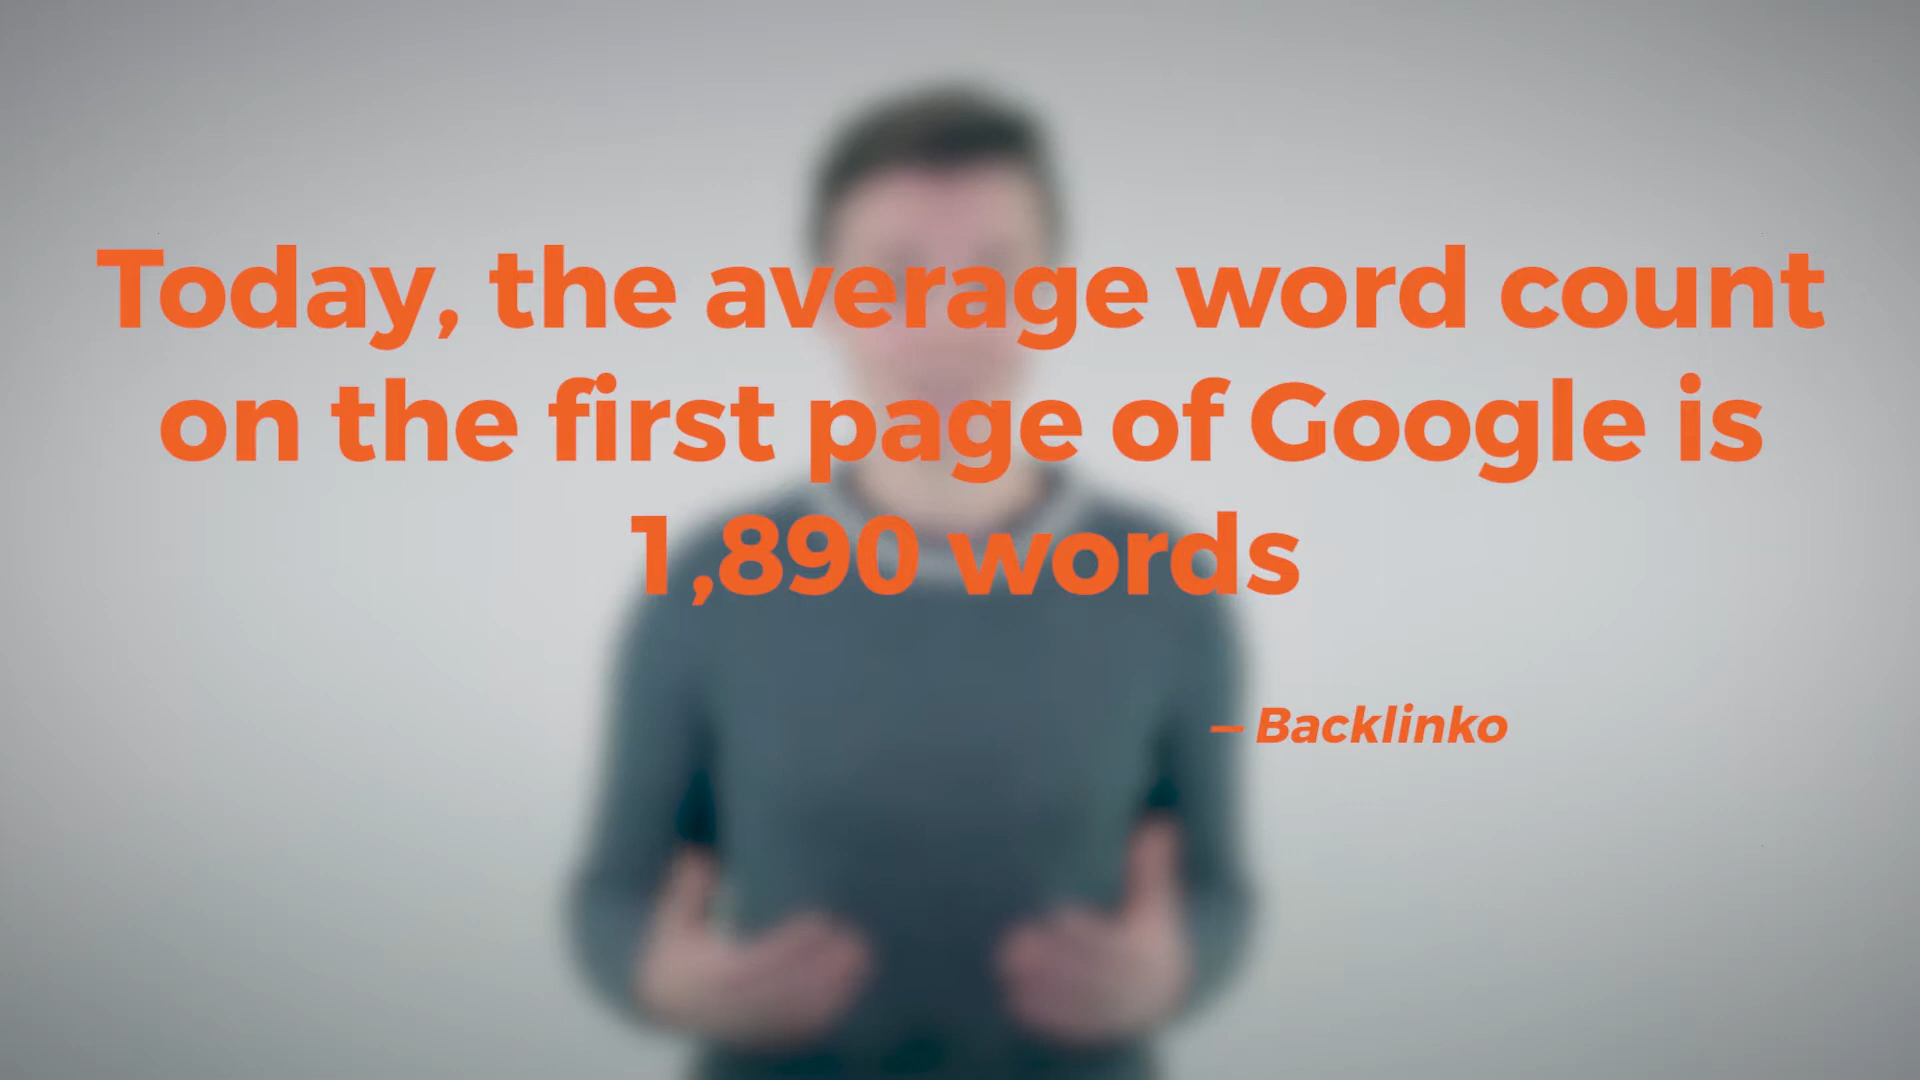 Today, the average word count
on the first page of Google is
1,890 words
– Backlinko